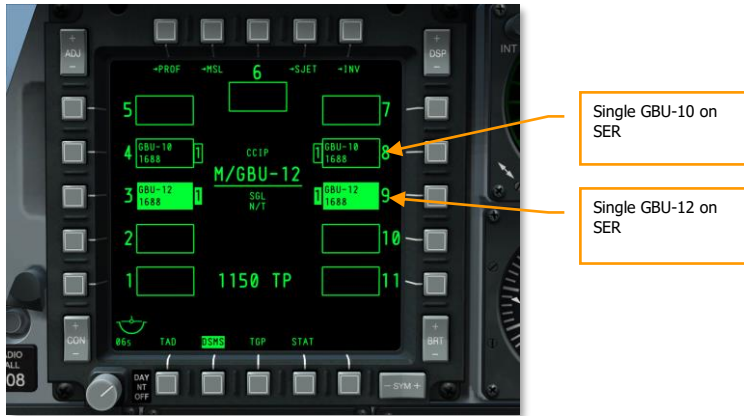 ADJ
DSP
INT
→PROF →MSL 6 →SJET →INV
5
7
4 GBU-10 1 CCIP 1 GBU-10 8
1688 1688
M/GBU-12
3 GBU-12 1 SGL 1 GBU-12 9
1688 N/T 1688
2
10
1 1150 TP 11
06s TAD DSMS TGP STAT
CON
BRT
08
DAY
NT
OFF
- SYM +
Single GBU-10 on
SER
Single GBU-12 on
SER